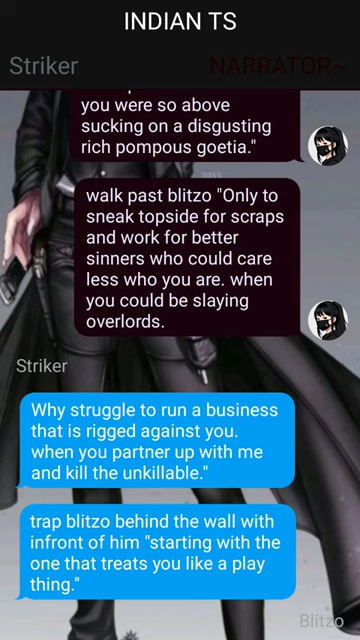 INDIAN TS
Striker NARRATOR~
you were so above
sucking on a disgusting
rich pompous goetia."
walk past blitzo "Only to
sneak topside for scraps
and work for better
sinners who could care
less who you are. when
you could be slaying
overlords.
Striker
Why struggle to run a business
that is rigged against you.
when you partner up with me
and kill the unkillable."
trap blitzo behind the wall with
infront of him "starting with the
one that treats you like a play
thing."
Blitzo